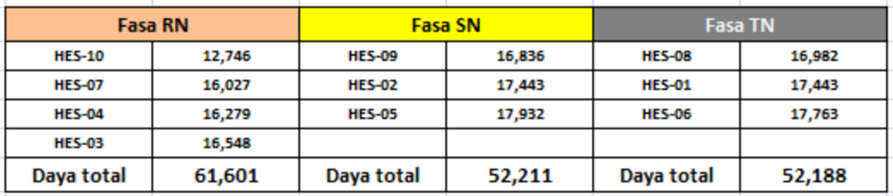 Fasa RN Fasa SN Fasa TN
HES-10 12,746 HES-09 16,836 HES-08 16,982
HES-07 16,027 HES-02 17,443 HES-01 17,443
HES-04 16,279 HES-05 17,932 HES-06 17,763
HES-03 16,548
Daya total 61,601 Daya total 52,211 Daya total 52,188